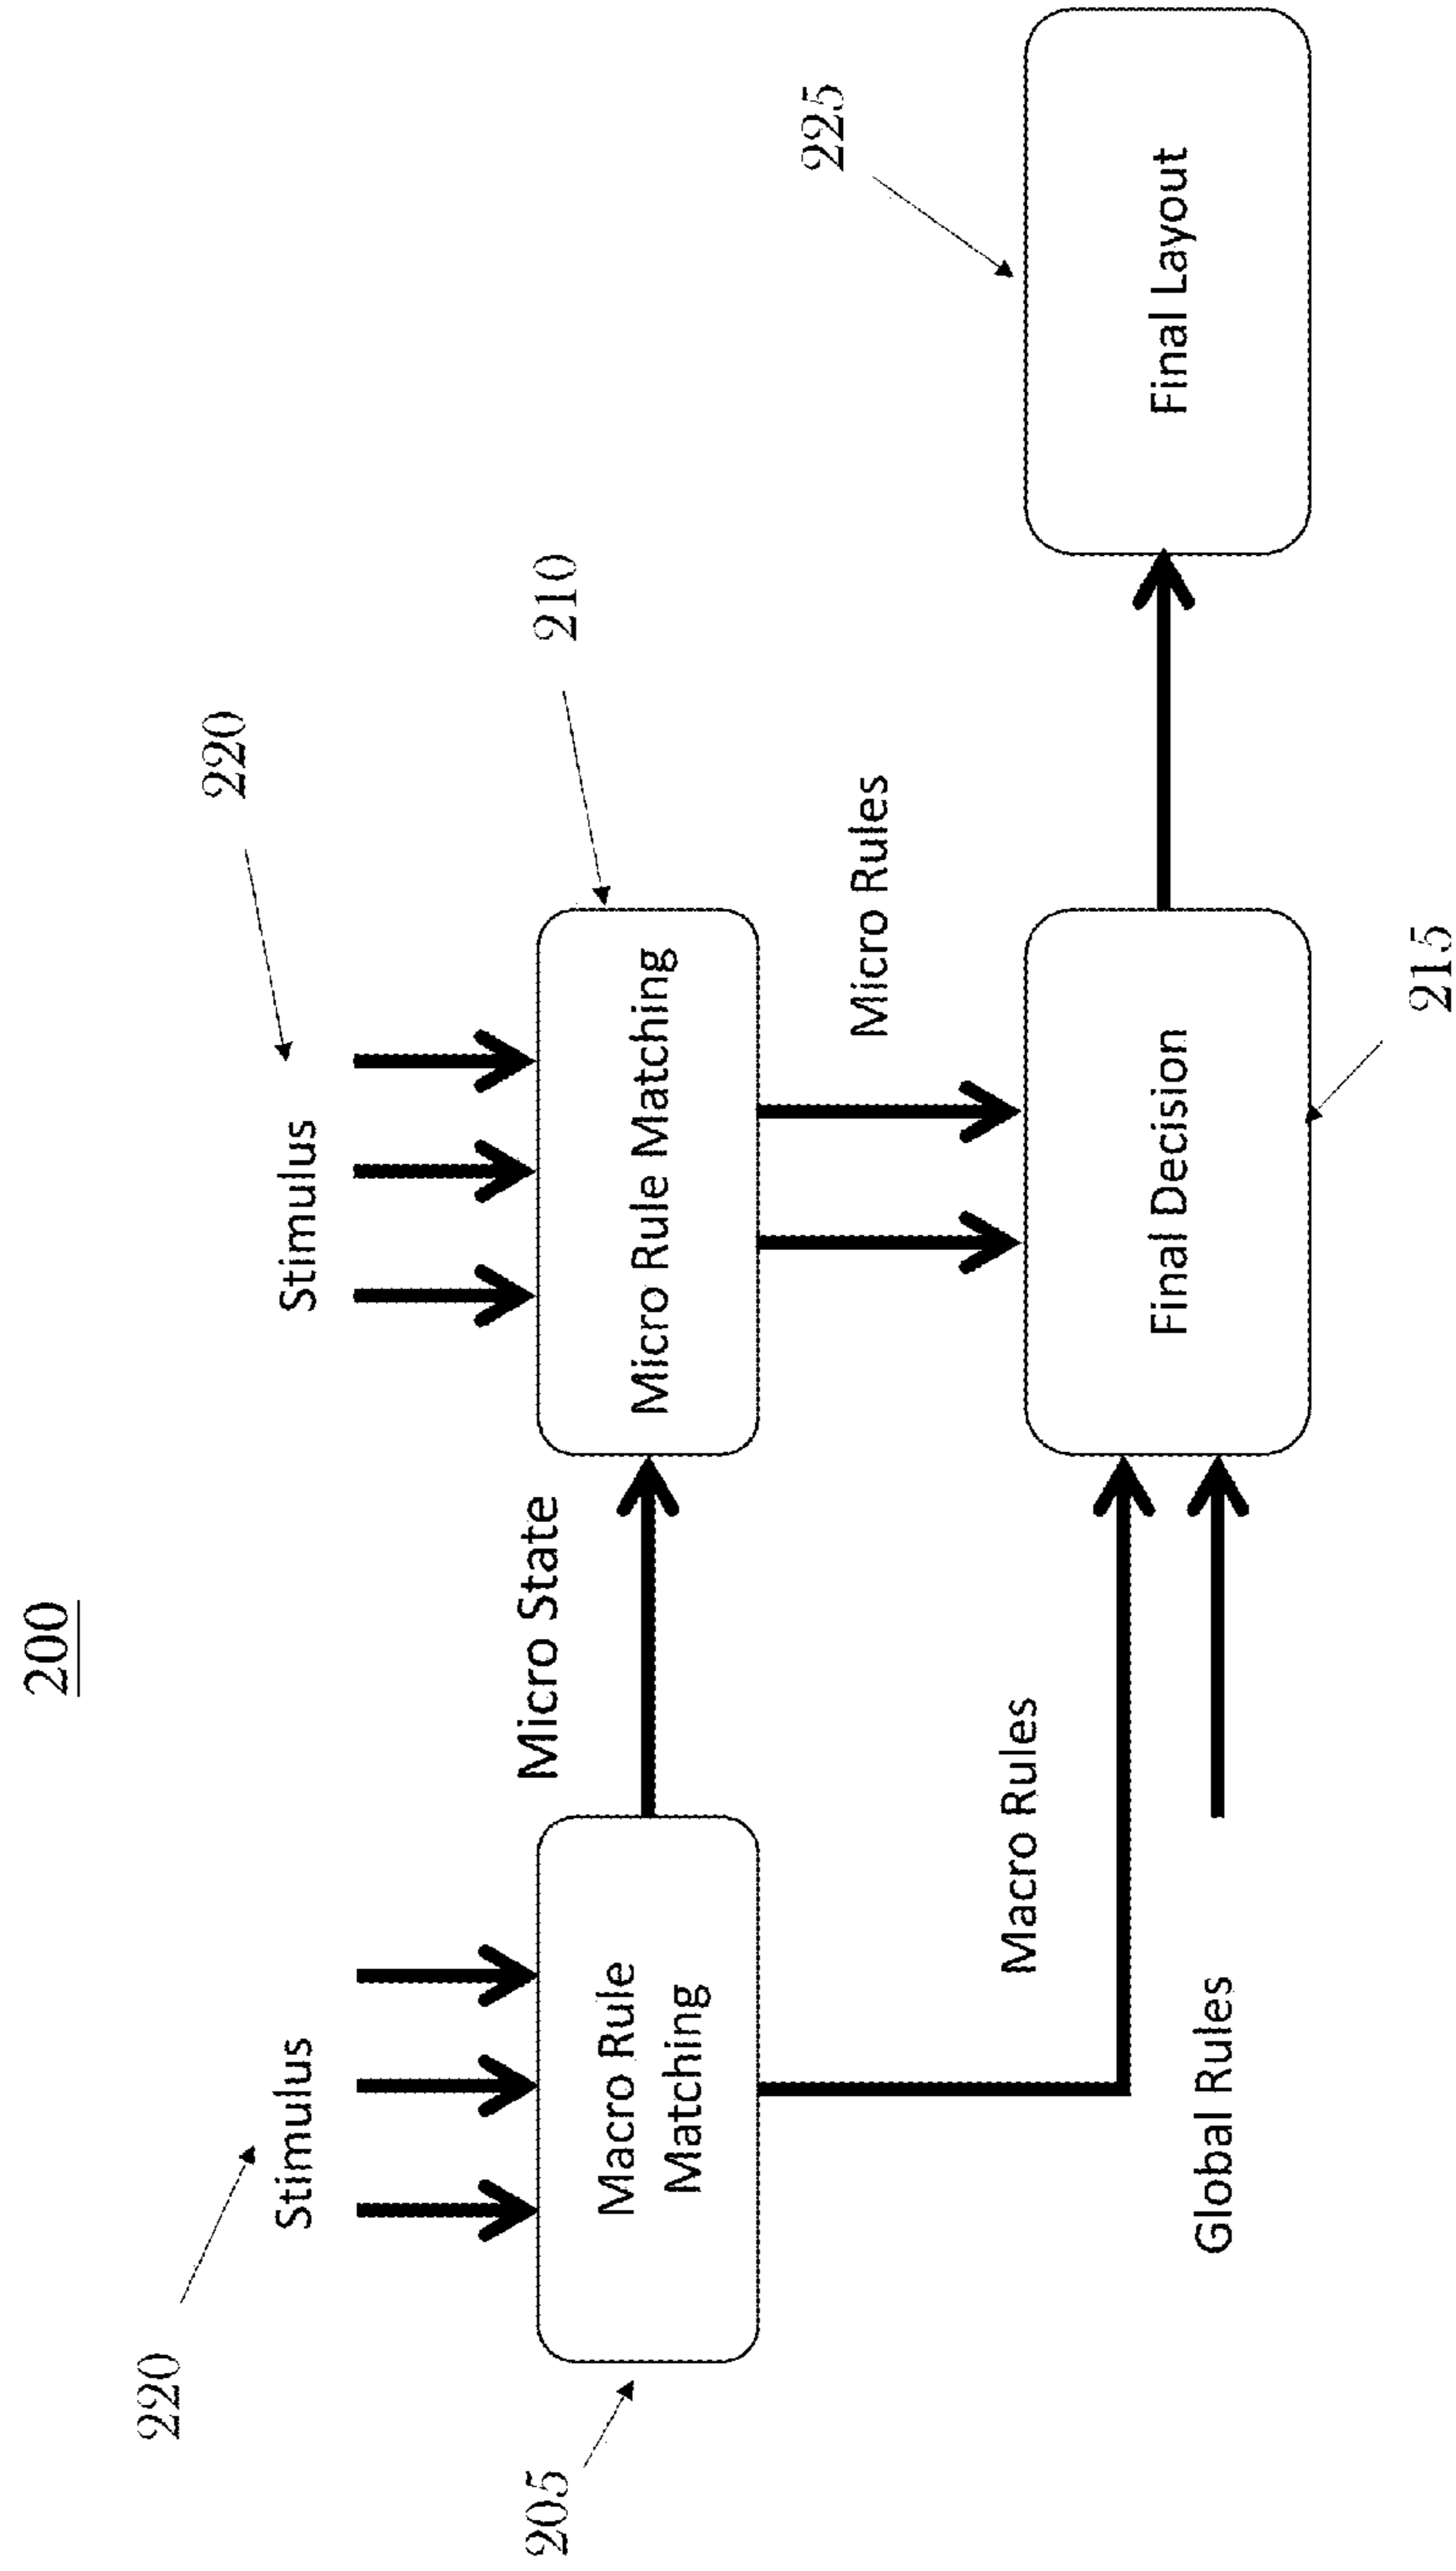 200
220
220
Stimulus
Stimulus
205
210
Micro State
Macro Rule
Matching
Micro Rule Matching
225
Micro Rules
Macro Rules
Global Rules
Final Decision
Final Layout
215